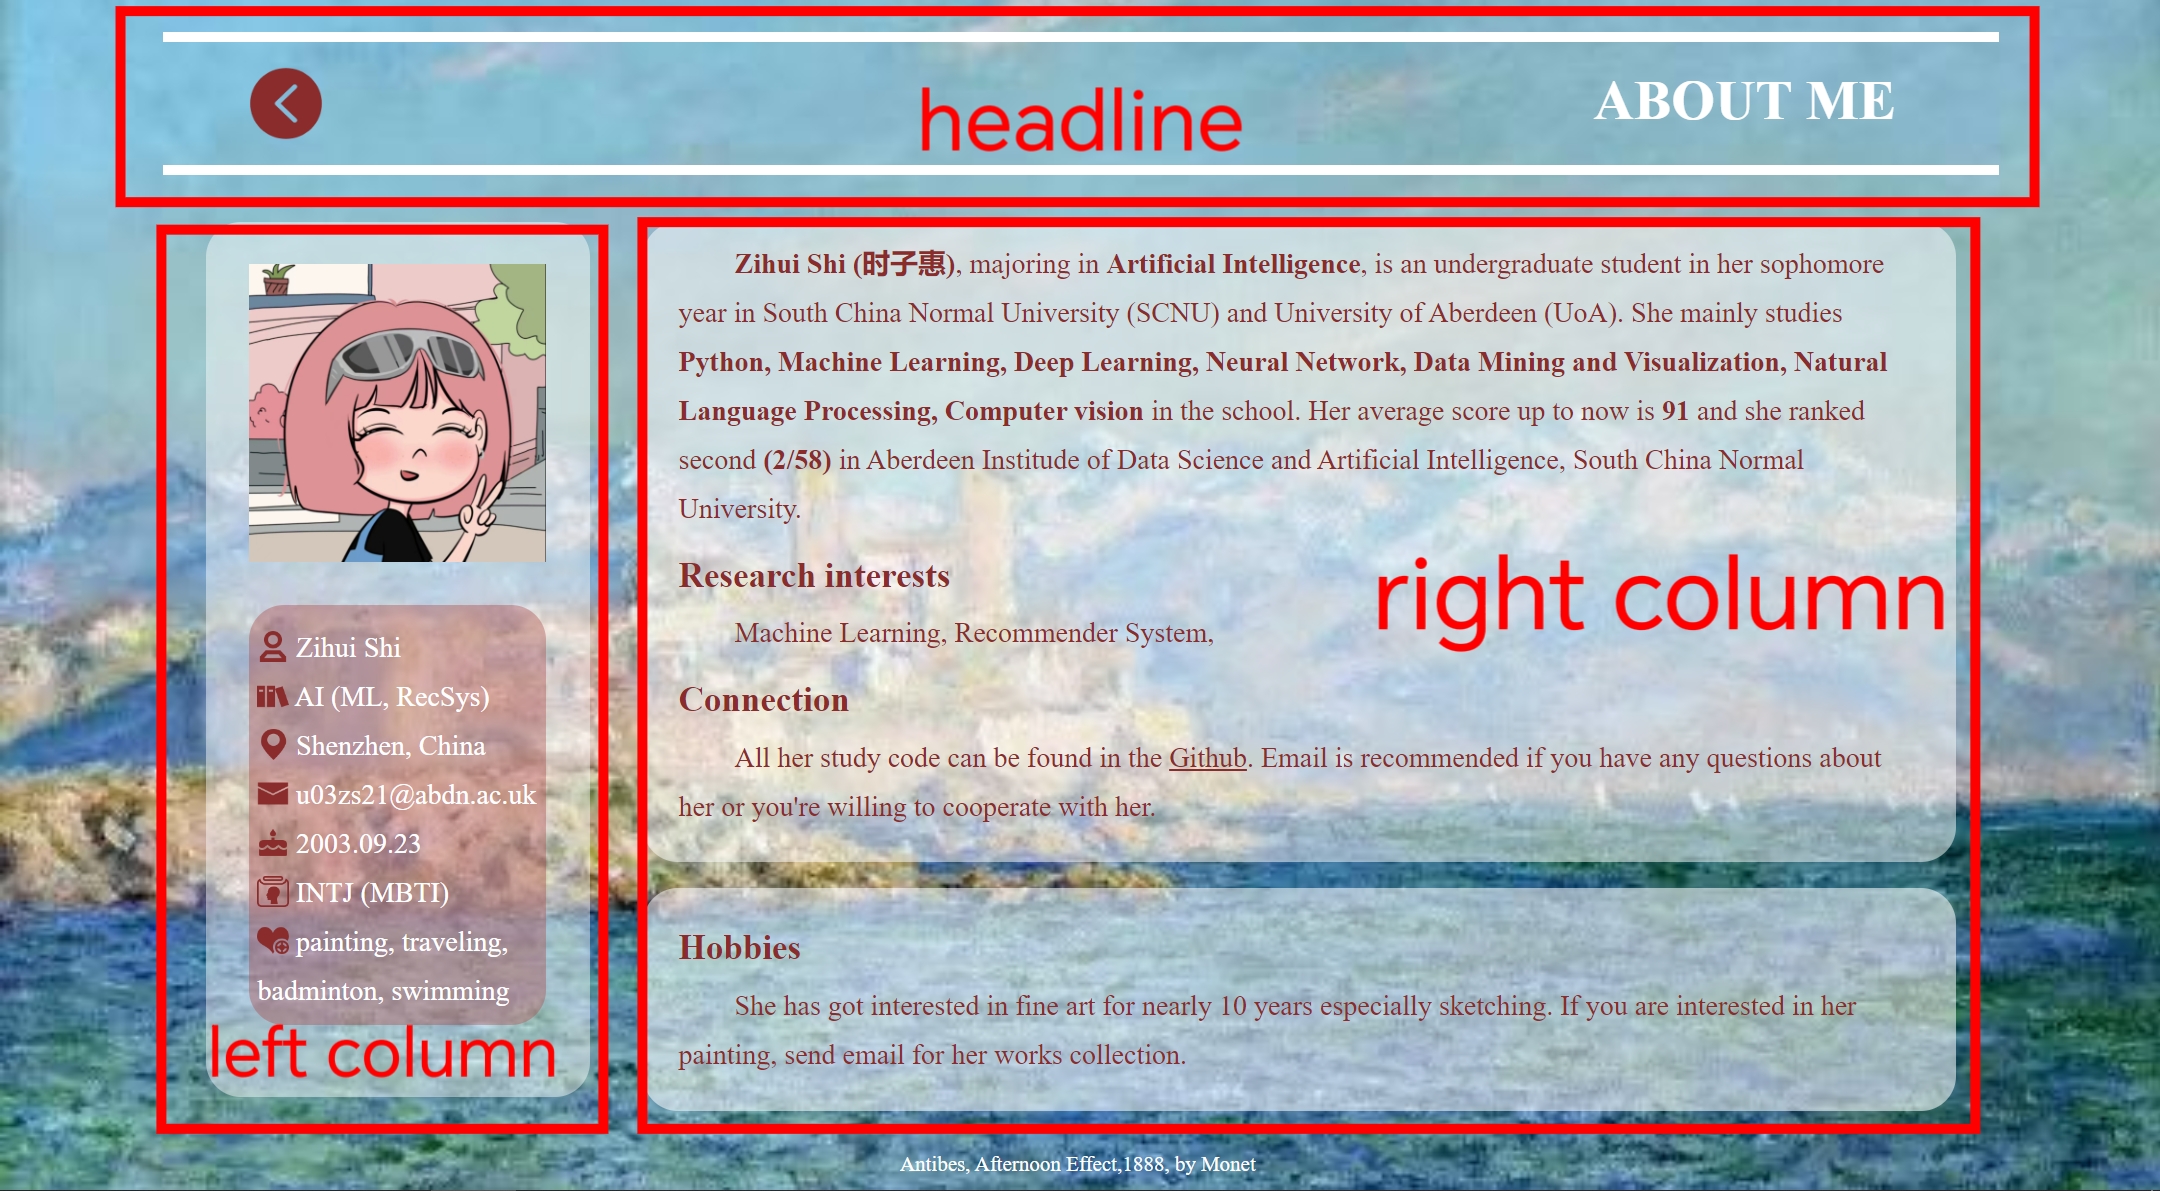 headline
ABOUT ME
Zihui Shi
AI (ML, RecSys)
Shenzhen, China
u03zs21@abdn.ac.uk
2003.09.23
INTJ (MBTI)
painting, traveling,
badminton, swimming
left column
Zihui Shi (时子惠), majoring in Artificial Intelligence, is an undergraduate student in her sophomore
year in South China Normal University (SCNU) and University of Aberdeen (UoA). She mainly studies
Python, Machine Learning, Deep Learning, Neural Network, Data Mining and Visualization, Natural
Language Processing, Computer vision in the school. Her average score up to now is 91 and she ranked
second (2/58) in Aberdeen Institude of Data Science and Artificial Intelligence, South China Normal
University.
Research interests
Machine Learning, Recommender System,
right column
Connection
All her study code can be found in the Github. Email is recommended if you have any questions about
her or you're willing to cooperate with her.
Hobbies
She has got interested in fine art for nearly 10 years especially sketching. If you are interested in her
painting, send email for her works collection.
Antibes, Afternoon Effect,1888, by Monet